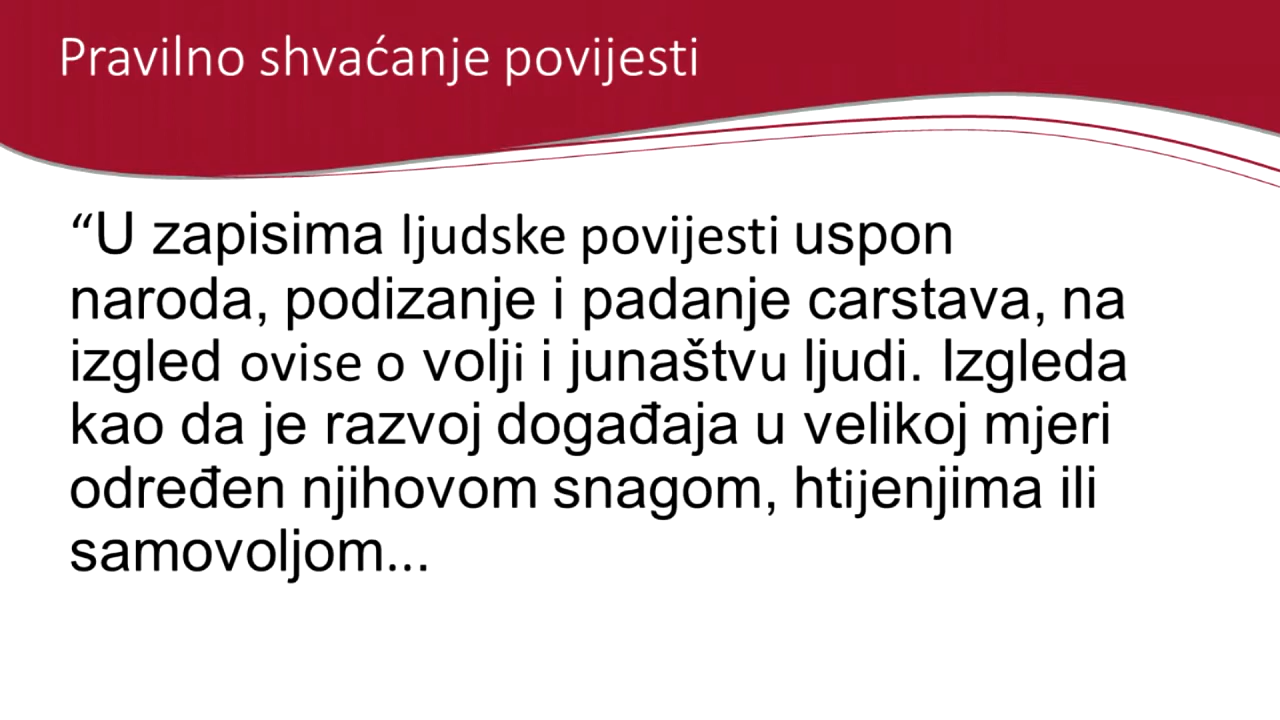 Pravilno shvaćanje povijesti
“U zapisima ljudske povijesti uspon
naroda, podizanje i padanje carstava, na
izgled ovise o volji i junaštvu ljudi. Izgleda
kao da je razvoj događaja u velikoj mjeri
određen njihovom snagom, htijenjima ili
samovoljom...